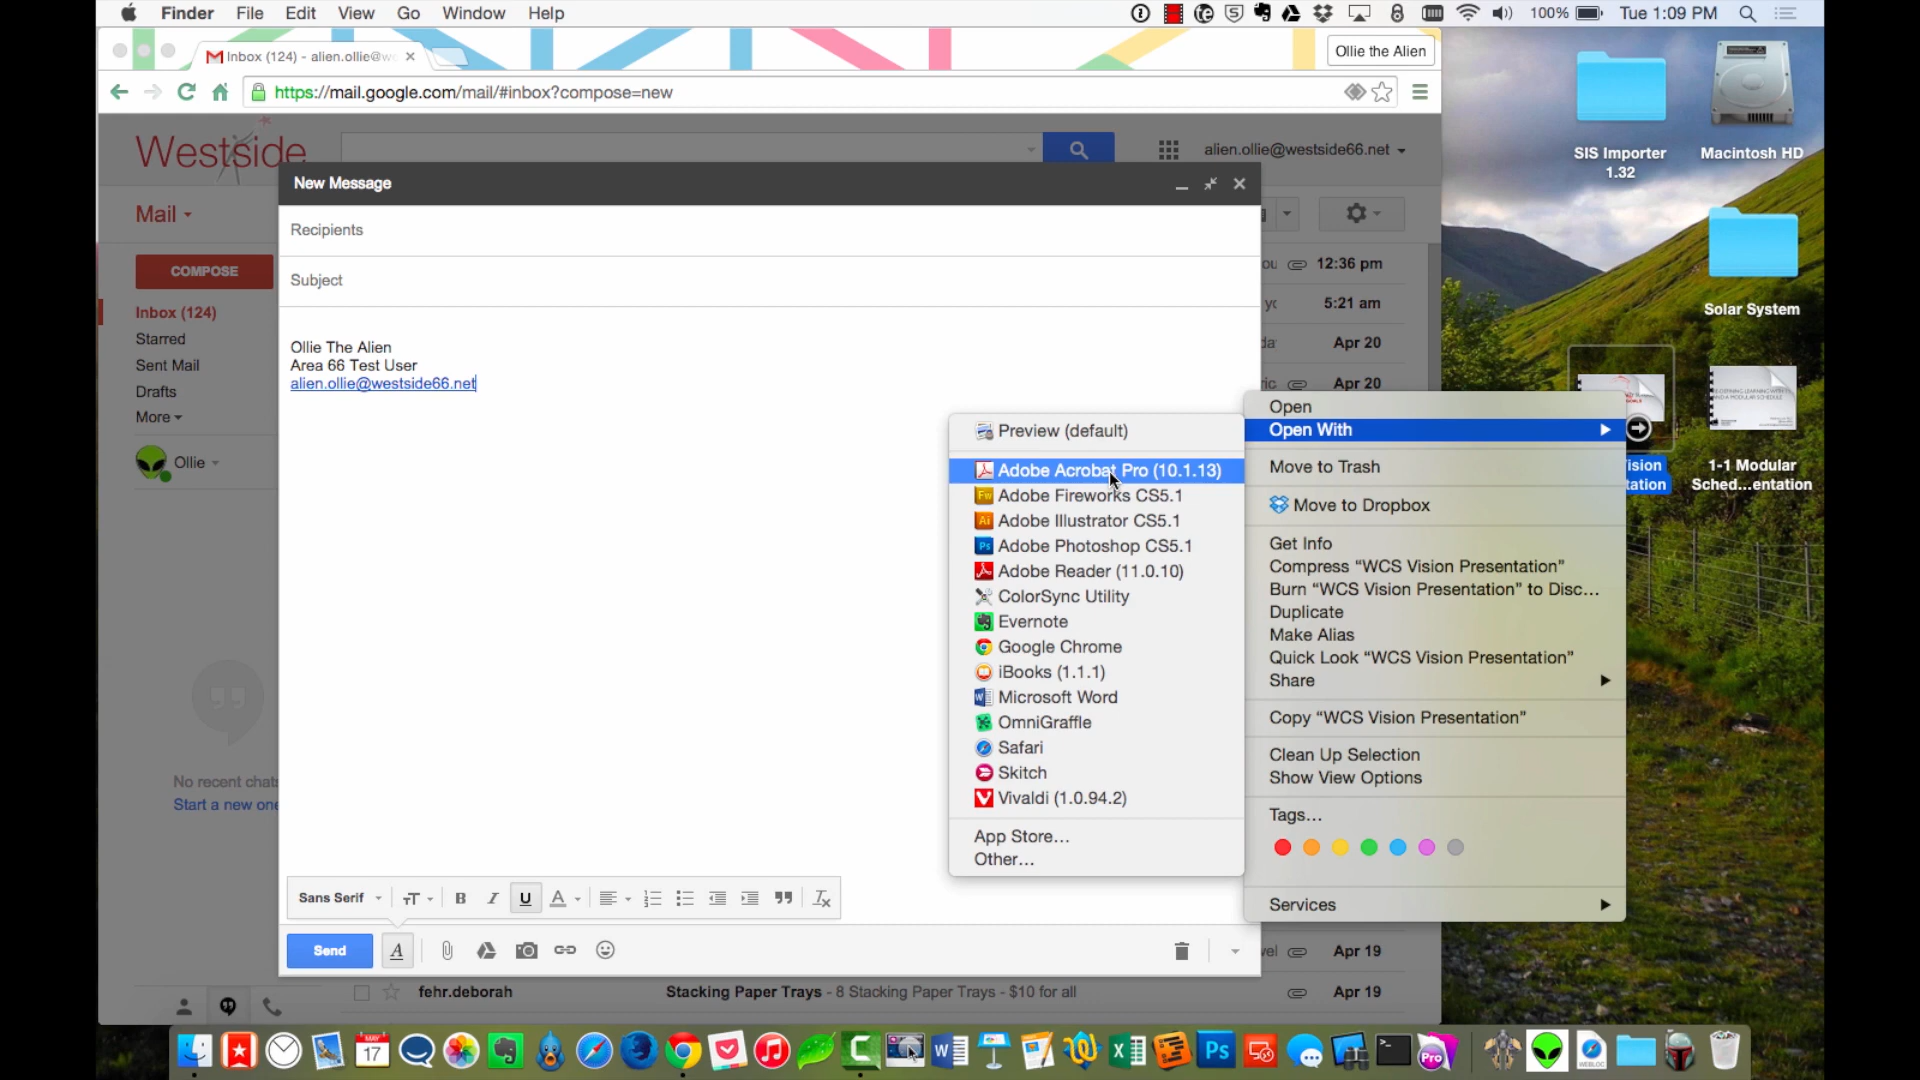 Finder File Edit View Go Window Help
100% Tue 1:09 PM
Inbox (124) - alien.ollie@w
Ollie the Alien
https://mail.google.com/mail/#inbox?compose=new
Westside
alien.ollie@westside66.net
New Message
Mail
Recipients
COMPOSE
Subject
12:36 pm
Inbox (124)
5:21 am
Starred
Apr 20
Sent Mail
Drafts
Apr 20
More
Ollie
Ollie The Alien
Area 66 Test User
alien.ollie@westside66.net
No recent chats
Start a new one
Sans Serif
Send
Apr 19
fehr.deborah
Stacking Paper Trays - 8 Stacking Paper Trays - $10 for all
Apr 19
Preview (default)
Adobe Acrobat Pro (10.1.13)
Adobe Fireworks CS5.1
Adobe Illustrator CS5.1
Adobe Photoshop CS5.1
Adobe Reader (11.0.10)
ColorSync Utility
Evernote
Google Chrome
iBooks (1.1.1)
Microsoft Word
OmniGraffle
Safari
Skitch
Vivaldi (1.0.94.2)
App Store...
Other...
Open
Open With
Move to Trash
Move to Dropbox
Get Info
Compress “WCS Vision Presentation”
Burn “WCS Vision Presentation” to Disc...
Duplicate
Make Alias
Quick Look “WCS Vision Presentation”
Share
Copy “WCS Vision Presentation”
Clean Up Selection
Show View Options
Tags...
Services
SIS Importer
1.32
Macintosh HD
Solar System
ision
tation
1-1 Modular
Sched...entation
MAY
17
Ps
Pro